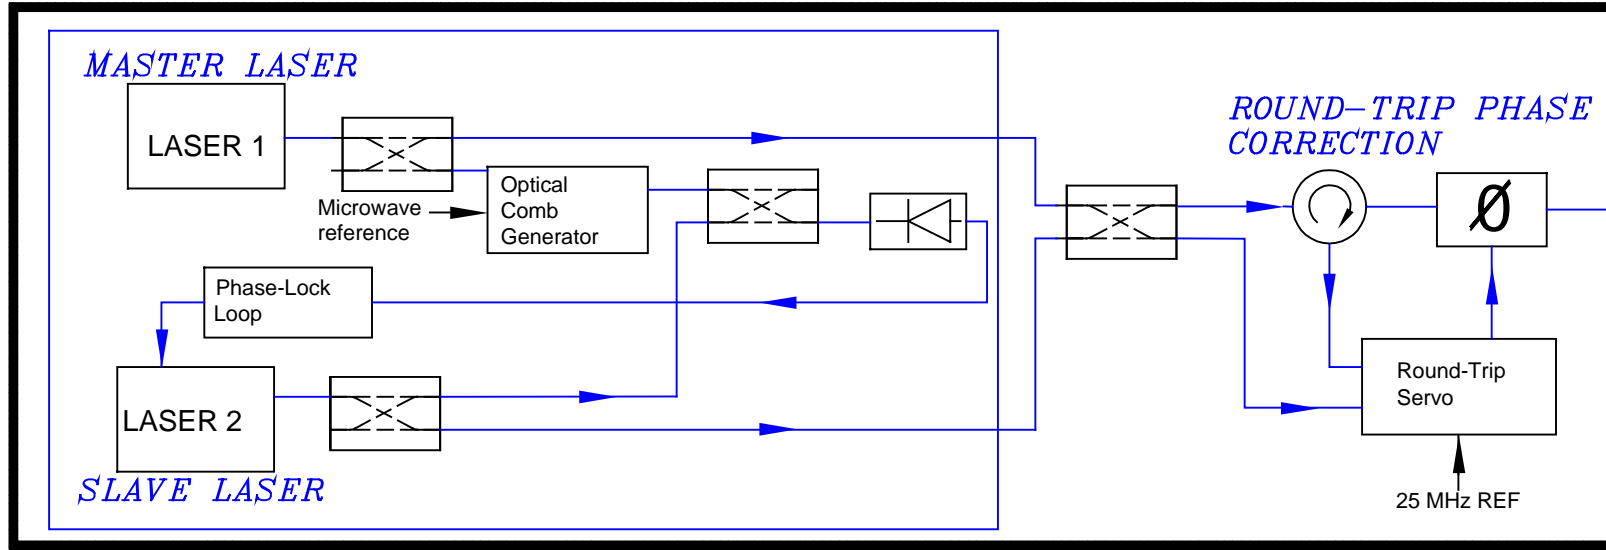 MASTER LASER
LASER 1
Microwave
reference
Optical
Comb
Generator
Phase-Lock
Loop
LASER 2
SLAVE LASER
ROUND-TRIP PHASE
CORRECTION
Ø
Round-Trip
Servo
25 MHz REF